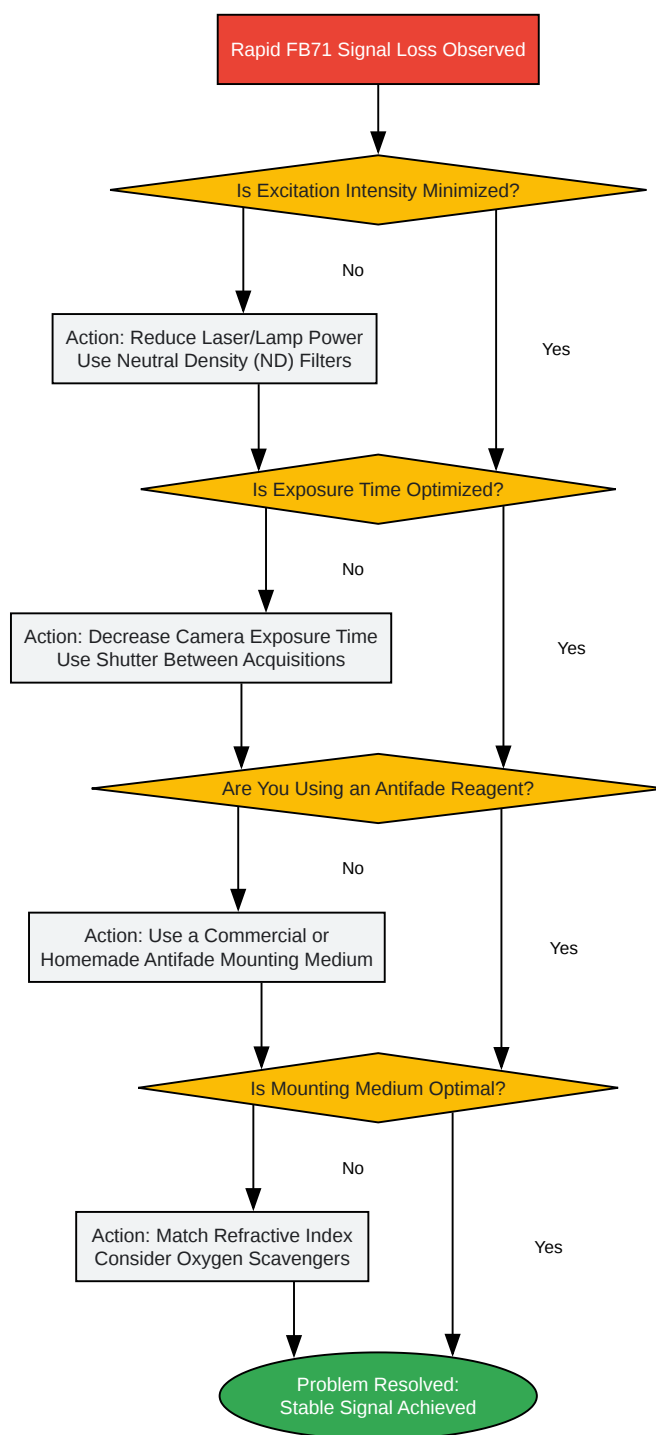 Rapid FB71 Signal Loss Observed
Is Excitation Intensity Minimized?
No
Action: Reduce Laser/Lamp Power
Use Neutral Density (ND) Filters
Yes
Is Exposure Time Optimized?
No
Action: Decrease Camera Exposure Time
Use Shutter Between Acquisitions
Yes
Are You Using an Antifade Reagent?
No
Action: Use a Commercial or
Homemade Antifade Mounting Medium
Yes
Is Mounting Medium Optimal?
No
Action: Match Refractive Index
Consider Oxygen Scavengers
Yes
Problem Resolved:
Stable Signal Achieved